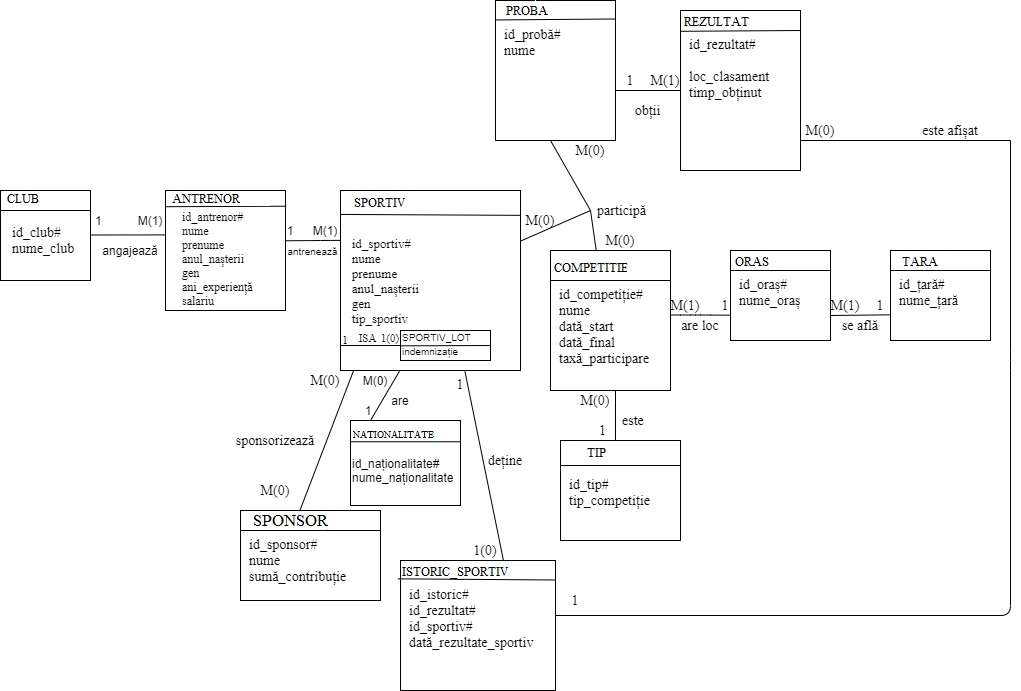 PROBA
id_probă#
nume
REZULTAT
id_rezultat#
loc_clasament
timp_obținut
1
M(1)
obții
M(0)
este afișat
M(0)
participă
M(0)
M(0)
CLUB
id_club#
nume_club
1
M(1)
angajează
ANTRENOR
id_antrenor#
nume
prenume
anul_nașterii
gen
ani_experiență
salariu
1
M(1)
antrenează
SPORTIV
id_sportiv#
nume
prenume
anul_nașterii
gen
tip_sportiv
1
ISA
1(0)
SPORTIV_LOT
indemnizație
COMPETITIE
id_competiție#
nume
dată_start
dată_final
taxă_participare
M(1)
1
are loc
ORAS
id_oraș#
nume_oraș
M(1)
1
se află
TARA
id_țară#
nume_țară
M(0)
M(0)
1
are
1
sponsorizează
M(0)
NATIONALITATE
id_naționalitate#
nume_naționalitate
deține
1(0)
M(0)
este
1
TIP
id_tip#
tip_competiție
SPONSOR
id_sponsor#
nume
sumă_contribuție
ISTORIC_SPORTIV
id_istoric#
id_rezultat#
id_sportiv#
dată_rezultate_sportiv
1